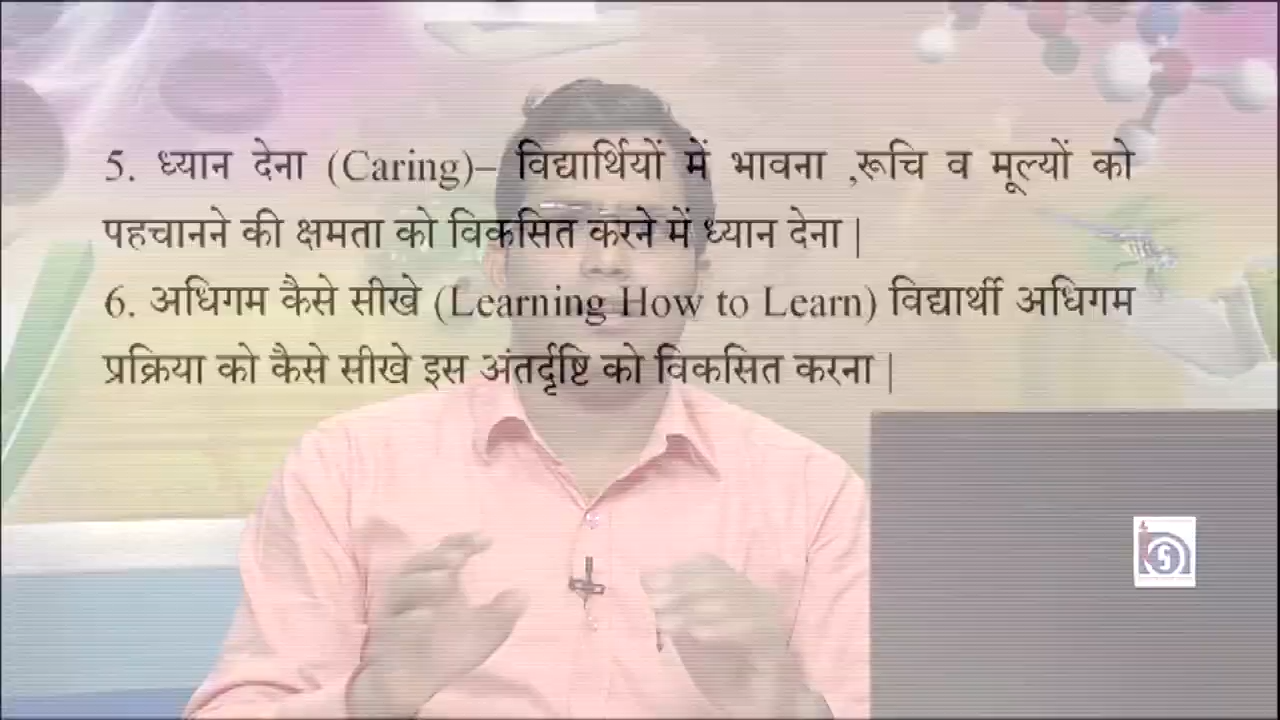 5. ध्यान देना (Caring)– विद्यार्थियों में भावना ,रूचि व मूल्यों को
पहचानने की क्षमता को विकसित करने में ध्यान देना |
6. अधिगम कैसे सीखे (Learning How to Learn) विद्यार्थी अधिगम
प्रक्रिया को कैसे सीखे इस अंतर्दृष्टि को विकसित करना |